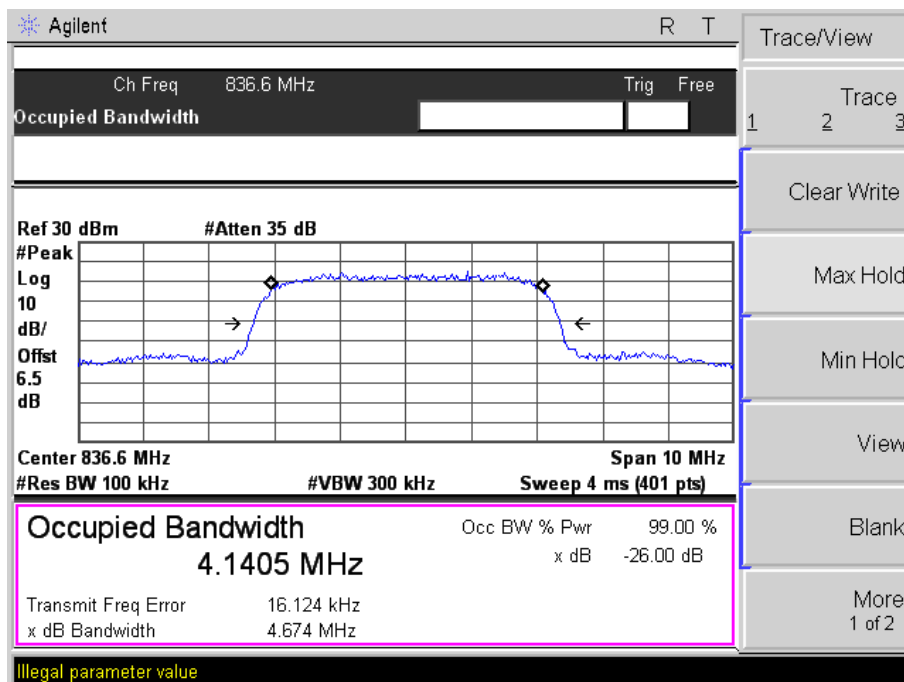 Agilent R T
Ch Freq 836.6 MHz Trig Free
Occupied Bandwidth
Ref 30 dBm #Atten 35 dB
#Peak
Log
10
dB/
Offst
6.5
dB
Center 836.6 MHz Span 10 MHz
#Res BW 100 kHz #VBW 300 kHz Sweep 4 ms (401 pts)
Occupied Bandwidth
4.1405 MHz
Occ BW % Pwr 99.00 %
x dB -26.00 dB
Transmit Freq Error 16.124 kHz
x dB Bandwidth 4.674 MHz
Illegal parameter value
Trace/View
Trace
1 2 3
Clear Write
Max Hold
Min Hold
View
Blank
More
1 of 2